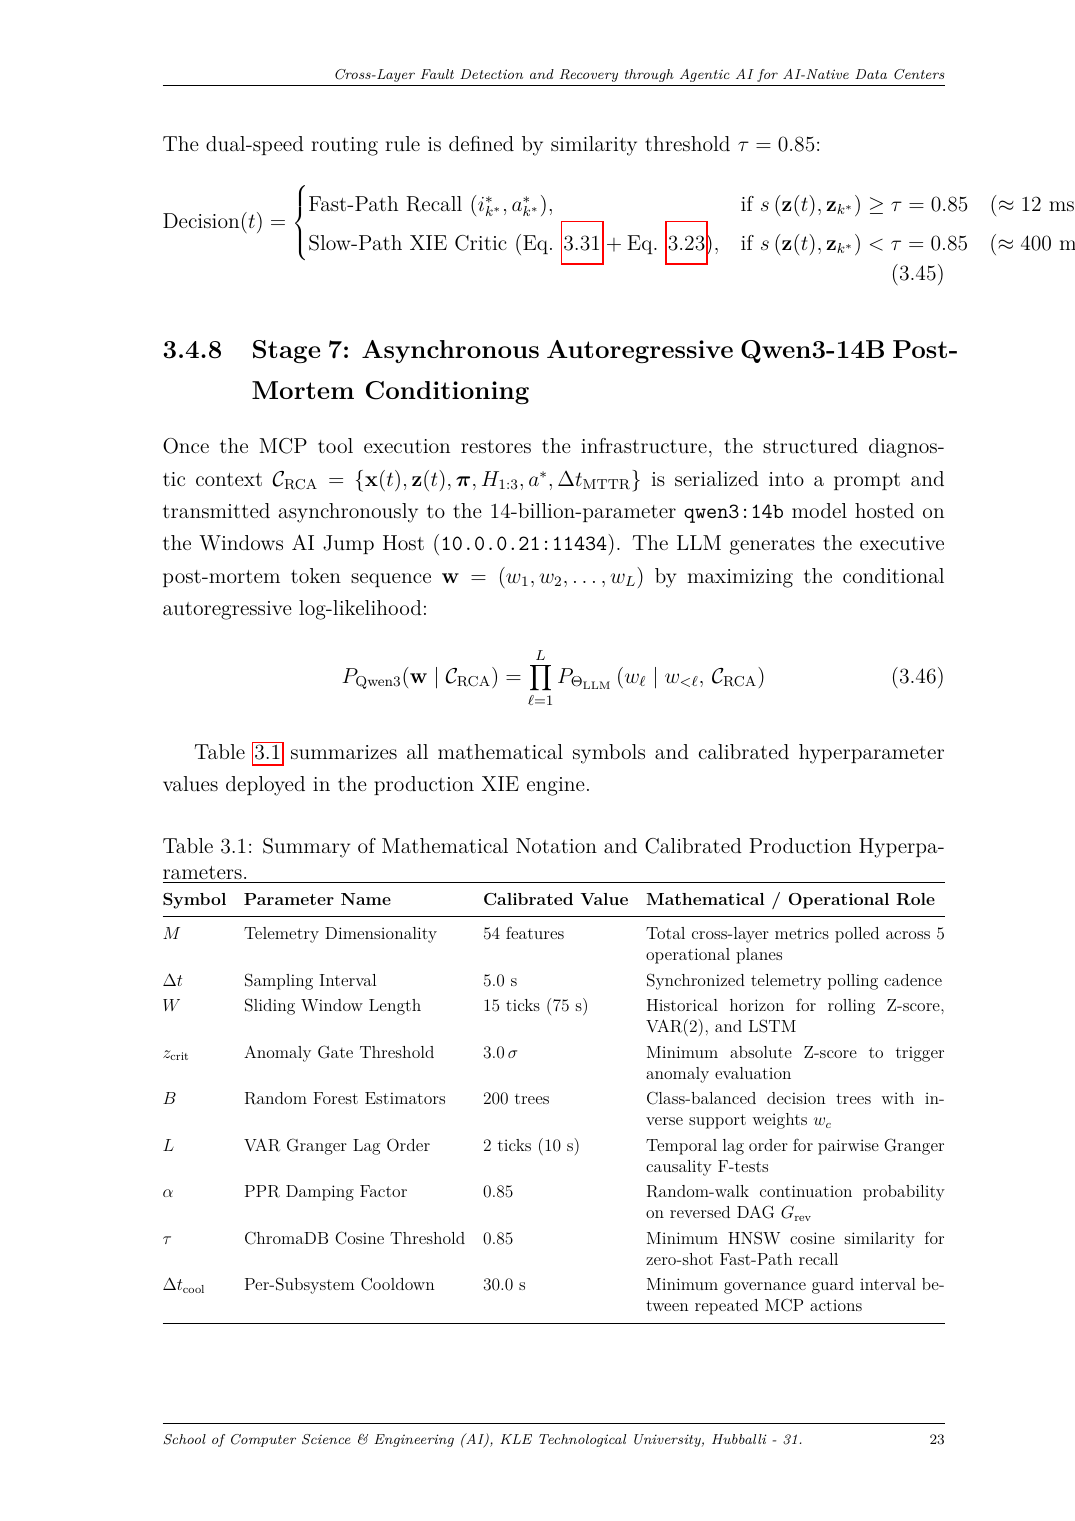 Cross-Layer Fault Detection and Recovery through Agentic AI for AI-Native Data Centers
The dual-speed routing rule is defined by similarity threshold τ = 0.85:
Decision(t) = { Fast-Path Recall (i*_{k*}, a*_{k*}), if s (z(t), z_{k*}) ≥ τ = 0.85 (≈ 12 ms
Slow-Path XIE Critic (Eq. 3.31 + Eq. 3.23), if s (z(t), z_{k*}) < τ = 0.85 (≈ 400 m
(3.45)
3.4.8 Stage 7: Asynchronous Autoregressive Qwen3-14B Post-
Mortem Conditioning
Once the MCP tool execution restores the infrastructure, the structured diagnos-
tic context C_RCA = {x(t), z(t), π, H_{1:3}, a*, Δt_MTTR} is serialized into a prompt and
transmitted asynchronously to the 14-billion-parameter qwen3:14b model hosted on
the Windows AI Jump Host (10.0.0.21:11434). The LLM generates the executive
post-mortem token sequence w = (w_1, w_2, . . . , w_L) by maximizing the conditional
autoregressive log-likelihood:
P_Qwen3(w | C_RCA) = ∏_{ℓ=1}^{L} P_{Θ_LLM} (w_ℓ | w_{<ℓ}, C_RCA) (3.46)
Table 3.1 summarizes all mathematical symbols and calibrated hyperparameter
values deployed in the production XIE engine.
Table 3.1: Summary of Mathematical Notation and Calibrated Production Hyperpa-
rameters.
Symbol Parameter Name Calibrated Value Mathematical / Operational Role
M Telemetry Dimensionality 54 features Total cross-layer metrics polled across 5
operational planes
Δt Sampling Interval 5.0 s Synchronized telemetry polling cadence
W Sliding Window Length 15 ticks (75 s) Historical horizon for rolling Z-score,
VAR(2), and LSTM
z_crit Anomaly Gate Threshold 3.0 σ Minimum absolute Z-score to trigger
anomaly evaluation
B Random Forest Estimators 200 trees Class-balanced decision trees with in-
verse support weights w_c
L VAR Granger Lag Order 2 ticks (10 s) Temporal lag order for pairwise Granger
causality F-tests
α PPR Damping Factor 0.85 Random-walk continuation probability
on reversed DAG G_rev
τ ChromaDB Cosine Threshold 0.85 Minimum HNSW cosine similarity for
zero-shot Fast-Path recall
Δt_cool Per-Subsystem Cooldown 30.0 s Minimum governance guard interval be-
tween repeated MCP actions
School of Computer Science & Engineering (AI), KLE Technological University, Hubballi - 31. 23